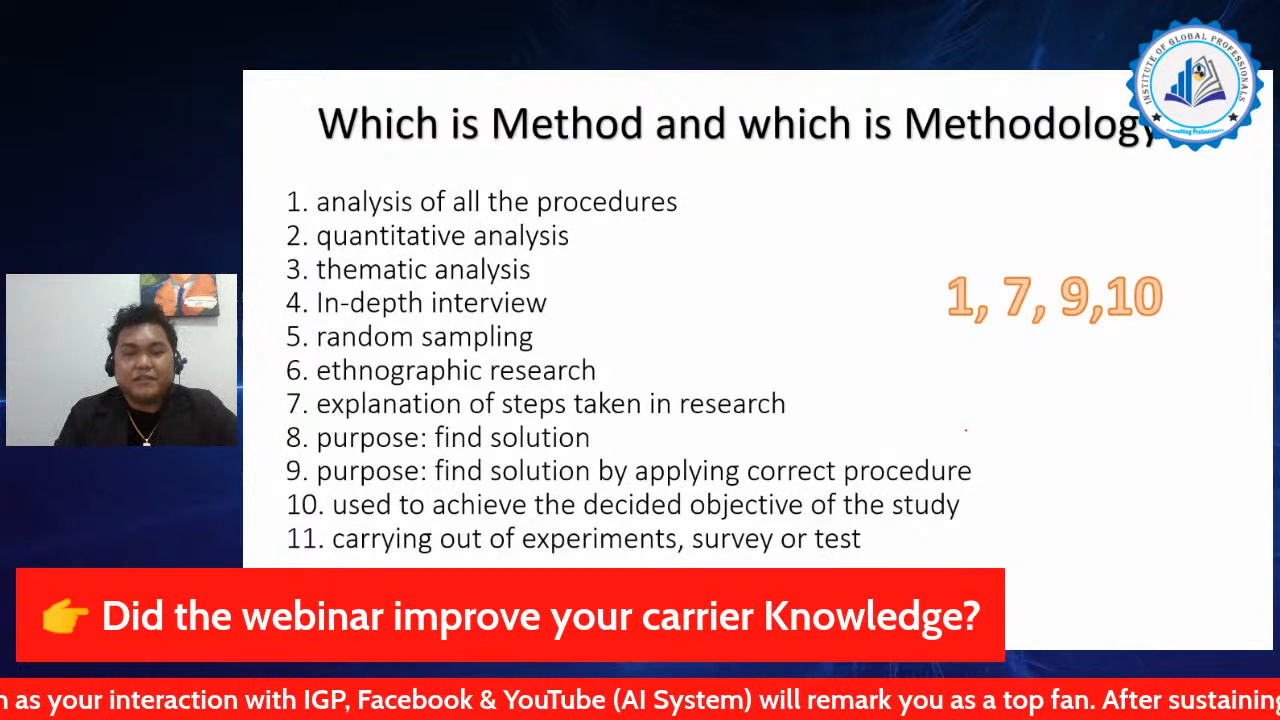 INSTITUTE OF GLOBAL PROFESSIONALS
Consulting Professionals
Which is Method and which is Methodology
1. analysis of all the procedures
2. quantitative analysis
3. thematic analysis
4. In-depth interview
5. random sampling
6. ethnographic research
7. explanation of steps taken in research
8. purpose: find solution
9. purpose: find solution by applying correct procedure
10. used to achieve the decided objective of the study
11. carrying out of experiments, survey or test
1, 7, 9,10
👉 Did the webinar improve your carrier Knowledge?
as your interaction with IGP, Facebook & YouTube (AI System) will remark you as a top fan. After sustaining